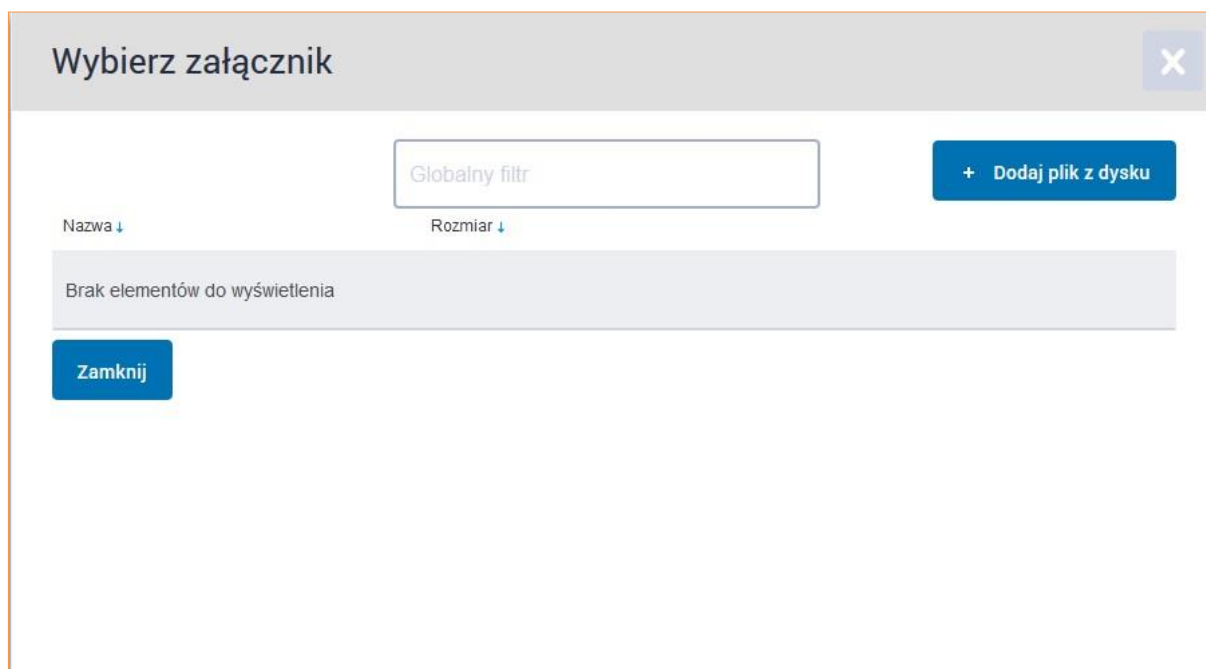 Wybierz załącznik
Globalny filtr
+ Dodaj plik z dysku
Nazwa ↓
Rozmiar ↓
Brak elementów do wyświetlenia
Zamknij